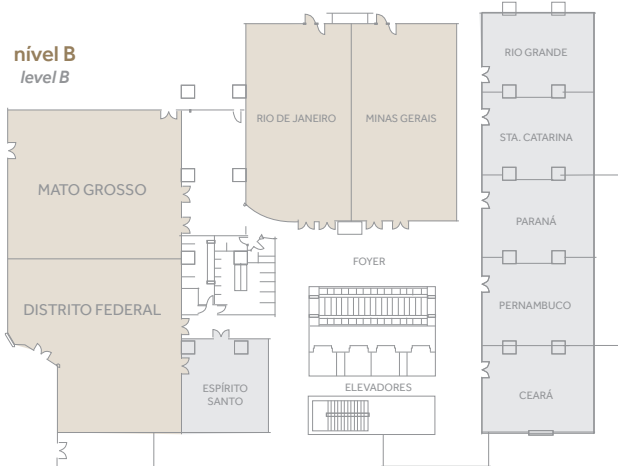 nível B
level B
RIO GRANDE
RIO DE JANEIRO
MINAS GERAIS
STA. CATARINA
MATO GROSSO
PARANÁ
FOYER
DISTRITO FEDERAL
PERNAMBUCO
ESPÍRITO
SANTO
ELEVADORES
CEARÁ